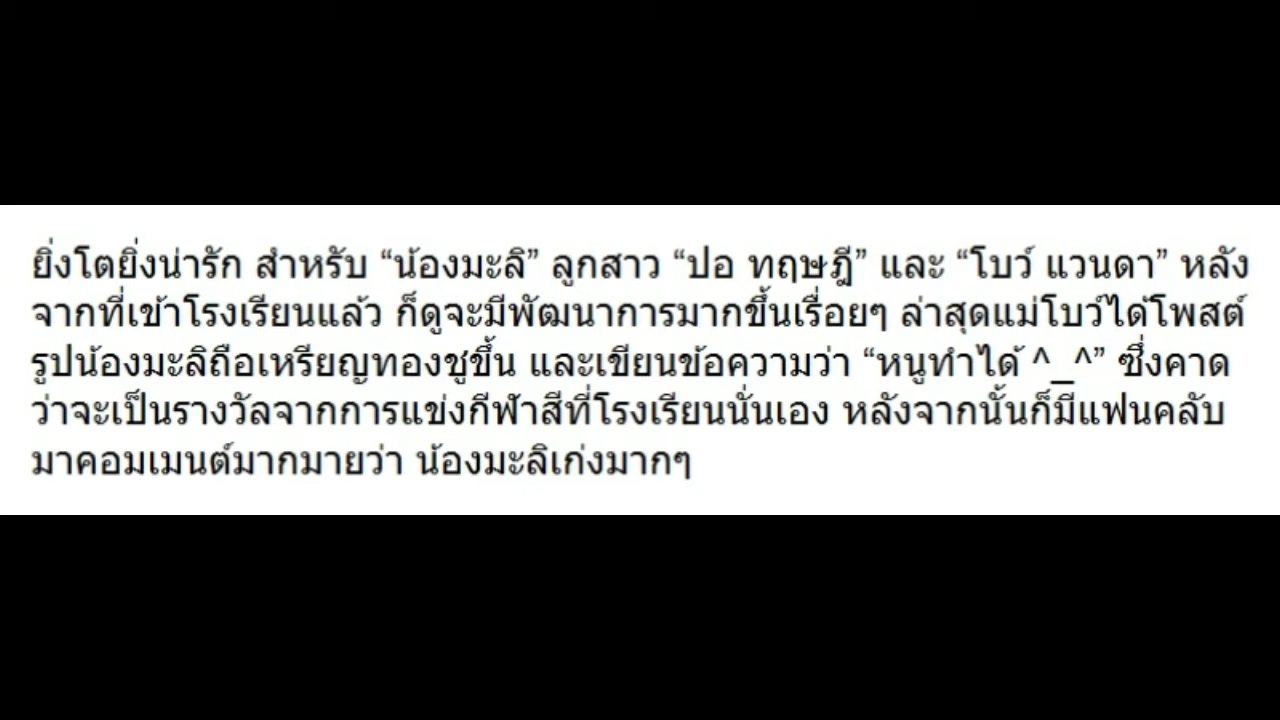 ยิ่งโตยิ่งน่ารัก สำหรับ “น้องมะลิ” ลูกสาว “ปอ ทฤษฎี” และ “โบว์ แวนดา” หลัง
จากที่เข้าโรงเรียนแล้ว ก็ดูจะมีพัฒนาการมากขึ้นเรื่อยๆ ล่าสุดแม่โบว์ได้โพสต์
รูปน้องมะลิถือเหรียญทองชูขึ้น และเขียนข้อความว่า “หนูทำได้ ^_^” ซึ่งคาด
ว่าจะเป็นรางวัลจากการแข่งกีฬาสีที่โรงเรียนนั่นเอง หลังจากนั้นก็มีแฟนคลับ
มาคอมเมนต์มากมายว่า น้องมะลิเก่งมากๆ